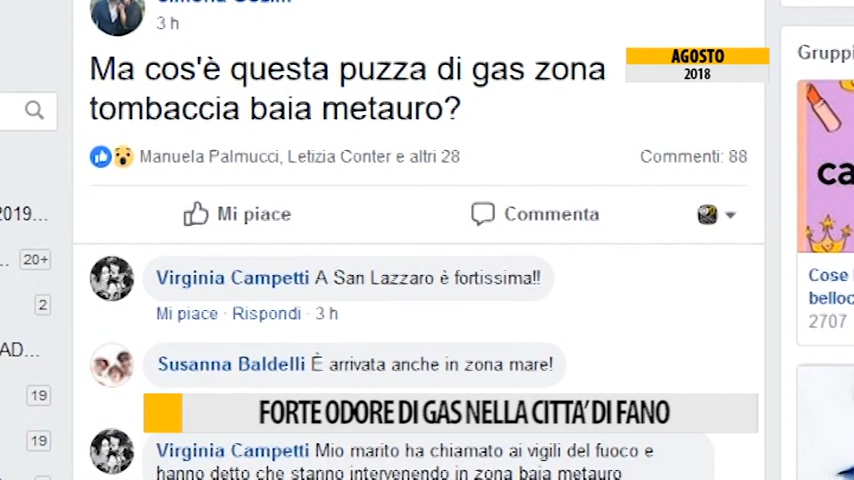 3 h
Ma cos'è questa puzza di gas zona
tombaccia baia metauro?
AGOSTO
2018
Manuela Palmucci, Letizia Conter e altri 28
Commenti: 88
Mi piace
Commenta
Virginia Campetti A San Lazzaro è fortissima!!
Mi piace · Rispondi · 3 h
Susanna Baldelli È arrivata anche in zona mare!
FORTE ODORE DI GAS NELLA CITTA' DI FANO
Virginia Campetti Mio marito ha chiamato ai vigili del fuoco e
hanno detto che stanno intervenendo in zona baia metauro
2019...
... 20+
2
AD...
19
19
Gruppi
ca
Cose
belloc
2707